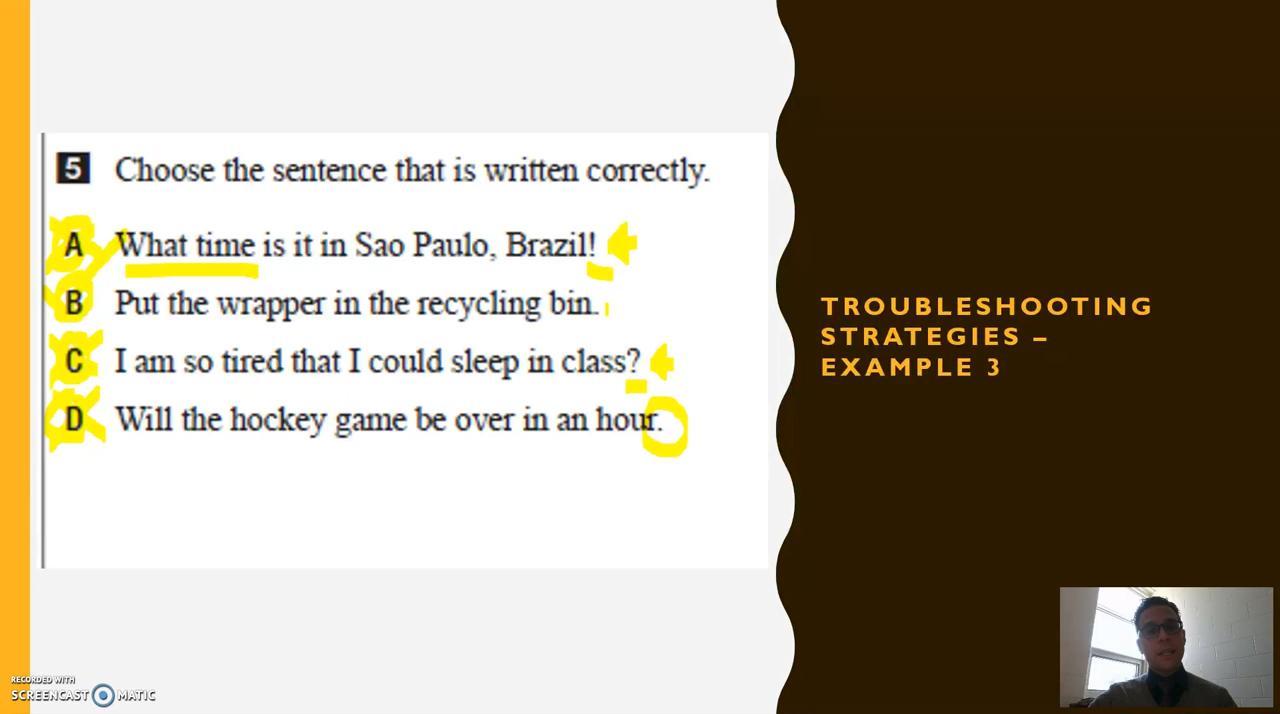 5 Choose the sentence that is written correctly.
A What time is it in Sao Paulo, Brazil!
B Put the wrapper in the recycling bin.
C I am so tired that I could sleep in class?
D Will the hockey game be over in an hour.
TROUBLESHOOTING
STRATEGIES –
EXAMPLE 3
RECORDED WITH
SCREENCAST MATIC